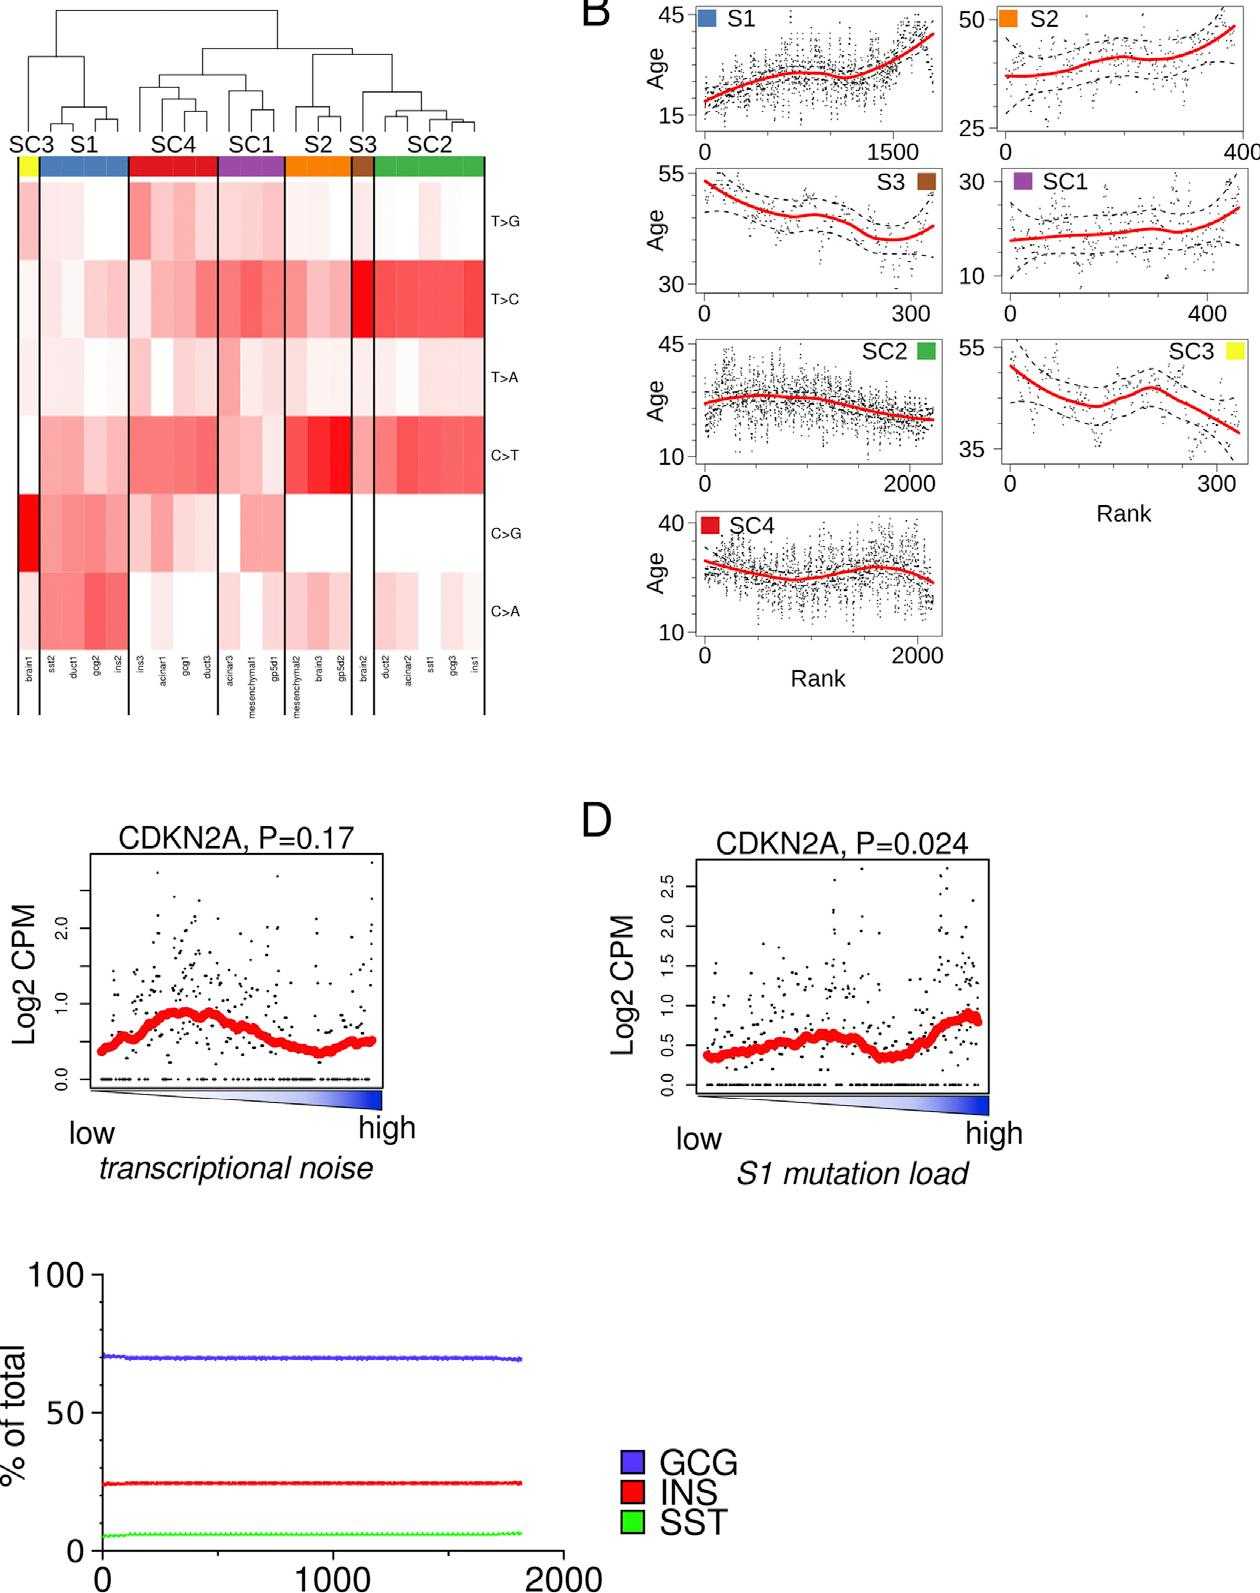 SC3 S1 SC4 SC1 S2 S3 SC2
T>G
T>C
T>A
C>T
C>G
C>A
brain1 sst2 duct1 gcg2 ins2 ins3 acinar1 gcg1 duct3 acinar3 mesenchymal1 gp5d1 mesenchymal2 brain3 gp5d2 brain2 duct2 acinar2 sst1 gcg3 ins1
B
S1
Age
45
15
0 1500
S2
50
25
0 400
S3
Age
55
30
0 300
SC1
30
10
0 400
SC2
Age
45
10
0 2000
SC3
55
35
0 300
Rank
SC4
Age
40
10
0 2000
Rank
CDKN2A, P=0.17
Log2 CPM
2.0
1.0
0.0
low high
transcriptional noise
D
CDKN2A, P=0.024
Log2 CPM
2.5
2.0
1.5
1.0
0.5
0.0
low high
S1 mutation load
% of total
100
50
0
0 1000 2000
GCG
INS
SST